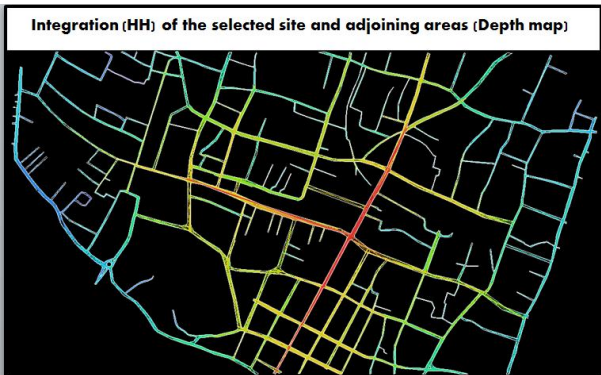 Integration (HH) of the selected site and adjoining areas (Depth map)